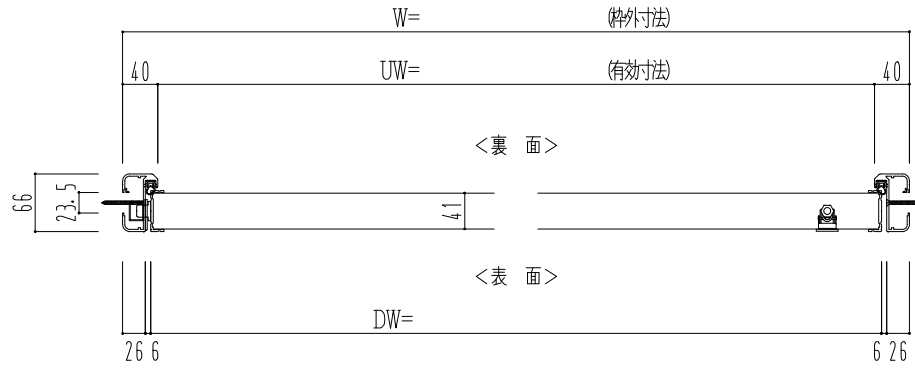 W= (枠外寸法)
40 UW= (有効寸法) 40
<裏 面>
66 23.5 41
<表 面>
DW=
26 6 6 26